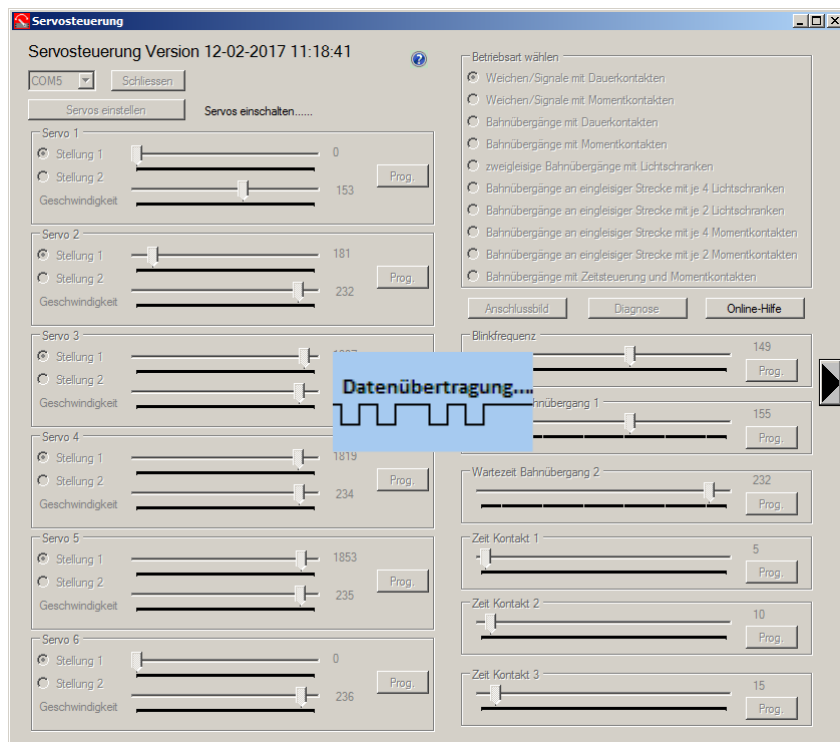 Servosteuerung
Servosteuerung Version 12-02-2017 11:18:41
COM5
Schliessen
Servos einstellen
Servos einschalten......
Servo 1
Stellung 1
0
Stellung 2
Prog.
Geschwindigkeit
153
Servo 2
Stellung 1
181
Stellung 2
Prog.
Geschwindigkeit
232
Servo 3
Stellung 1
Stellung 2
Geschwindigkeit
Datenübertragung....
Servo 4
Stellung 1
1819
Stellung 2
Prog.
Geschwindigkeit
234
Servo 5
Stellung 1
1853
Stellung 2
Prog.
Geschwindigkeit
235
Servo 6
Stellung 1
0
Stellung 2
Prog.
Geschwindigkeit
236
Betriebsart wählen
Weichen/Signale mit Dauerkontakten
Weichen/Signale mit Momentkontakten
Bahnübergänge mit Dauerkontakten
Bahnübergänge mit Momentkontakten
zweigleisige Bahnübergänge mit Lichtschranken
Bahnübergänge an eingleisiger Strecke mit je 4 Lichtschranken
Bahnübergänge an eingleisiger Strecke mit je 2 Lichtschranken
Bahnübergänge an eingleisiger Strecke mit je 4 Momentkontakten
Bahnübergänge an eingleisiger Strecke mit je 2 Momentkontakten
Bahnübergänge mit Zeitsteuerung und Momentkontakten
Anschlussbild
Diagnose
Online-Hilfe
Blinkfrequenz
149
Prog.
nübergang 1
155
Prog.
Wartezeit Bahnübergang 2
232
Prog.
Zeit Kontakt 1
5
Prog.
Zeit Kontakt 2
10
Prog.
Zeit Kontakt 3
15
Prog.